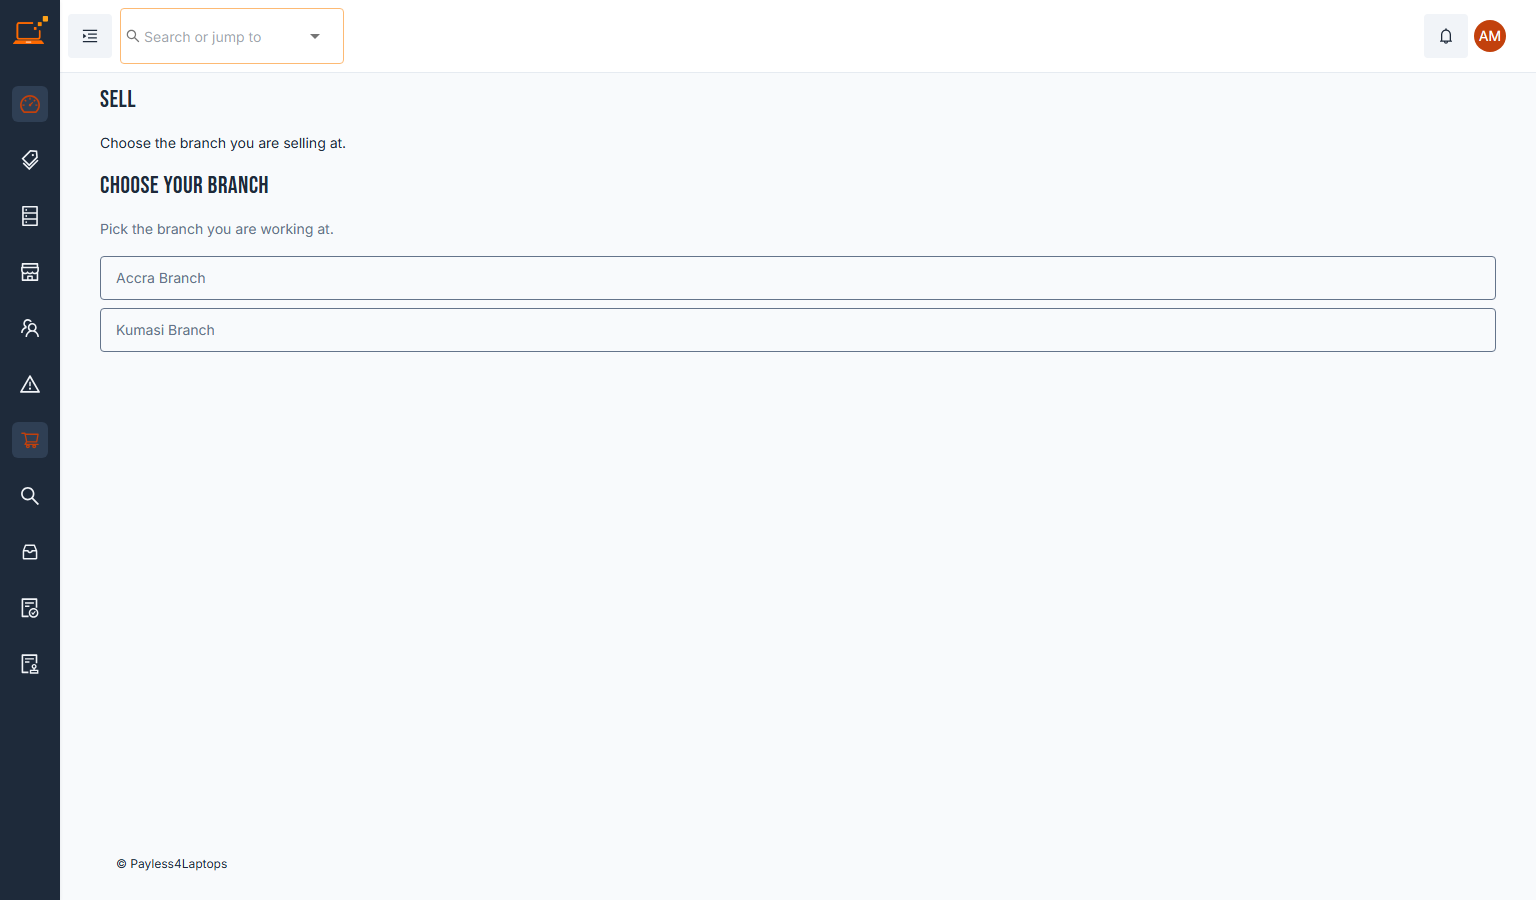 Search or jump to
AM
SELL
Choose the branch you are selling at.
CHOOSE YOUR BRANCH
Pick the branch you are working at.
Accra Branch
Kumasi Branch
© Payless4Laptops